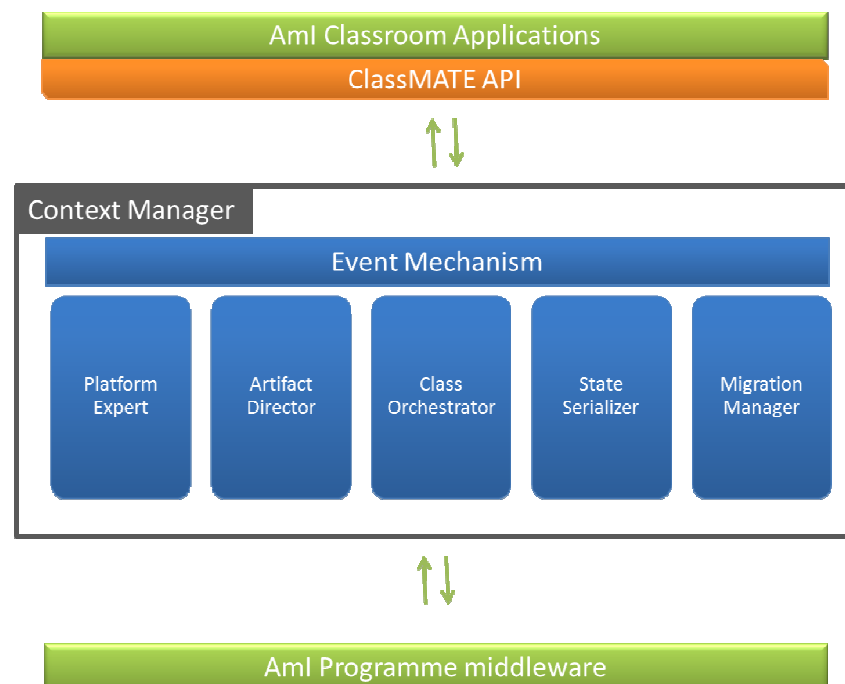 AmI Classroom Applications
ClassMATE API
Context Manager
Event Mechanism
Platform
Expert
Artifact
Director
Class
Orchestrator
State
Serializer
Migration
Manager
AmI Programme middleware